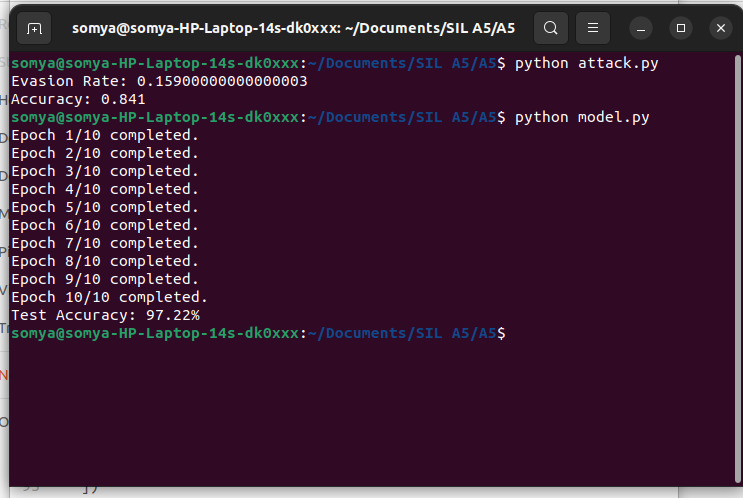 somya@somya-HP-Laptop-14s-dk0xxx: ~/Documents/SIL A5/A5
somya@somya-HP-Laptop-14s-dk0xxx:~/Documents/SIL A5/A5$ python attack.py
Evasion Rate: 0.15900000000000003
Accuracy: 0.841
somya@somya-HP-Laptop-14s-dk0xxx:~/Documents/SIL A5/A5$ python model.py
Epoch 1/10 completed.
Epoch 2/10 completed.
Epoch 3/10 completed.
Epoch 4/10 completed.
Epoch 5/10 completed.
Epoch 6/10 completed.
Epoch 7/10 completed.
Epoch 8/10 completed.
Epoch 9/10 completed.
Epoch 10/10 completed.
Test Accuracy: 97.22%
somya@somya-HP-Laptop-14s-dk0xxx:~/Documents/SIL A5/A5$